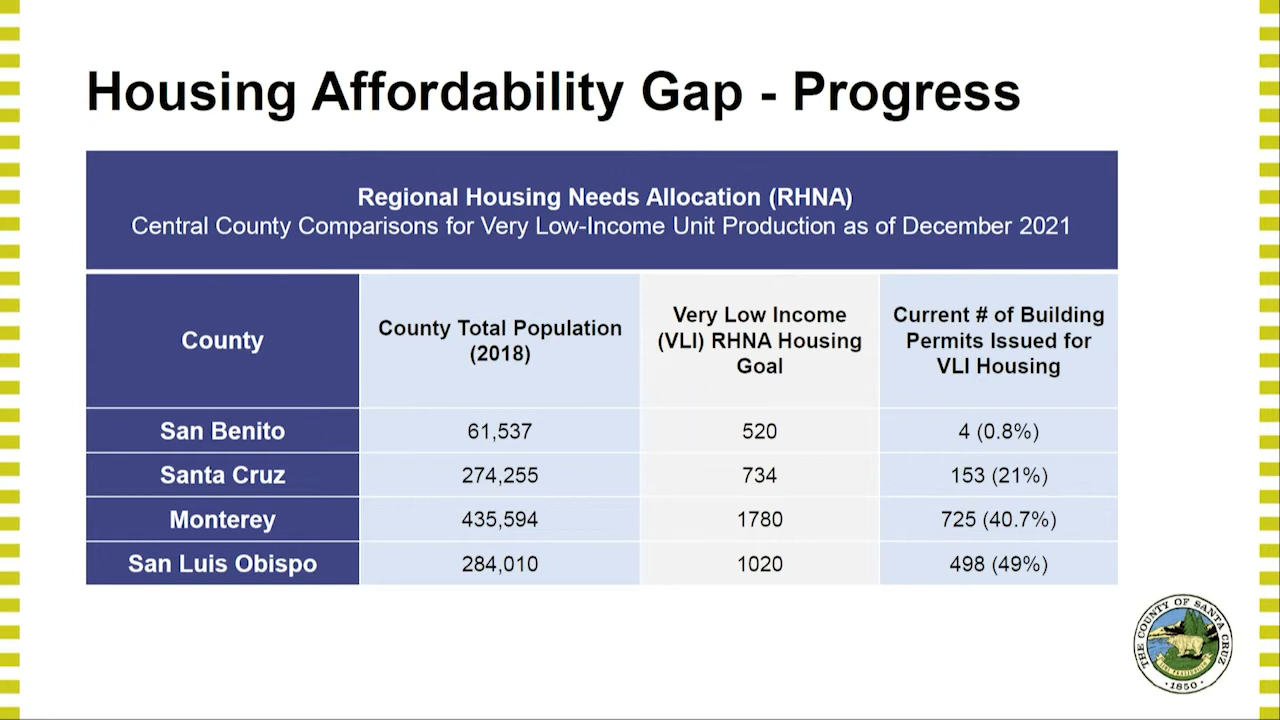 Housing Affordability Gap - Progress
Regional Housing Needs Allocation (RHNA)
Central County Comparisons for Very Low-Income Unit Production as of December 2021
County
County Total Population
(2018)
Very Low Income
(VLI) RHNA Housing
Goal
Current # of Building
Permits Issued for
VLI Housing
San Benito 61,537 520 4 (0.8%)
Santa Cruz 274,255 734 153 (21%)
Monterey 435,594 1780 725 (40.7%)
San Luis Obispo 284,010 1020 498 (49%)
THE COUNTY OF SANTA CRUZ
·1850·